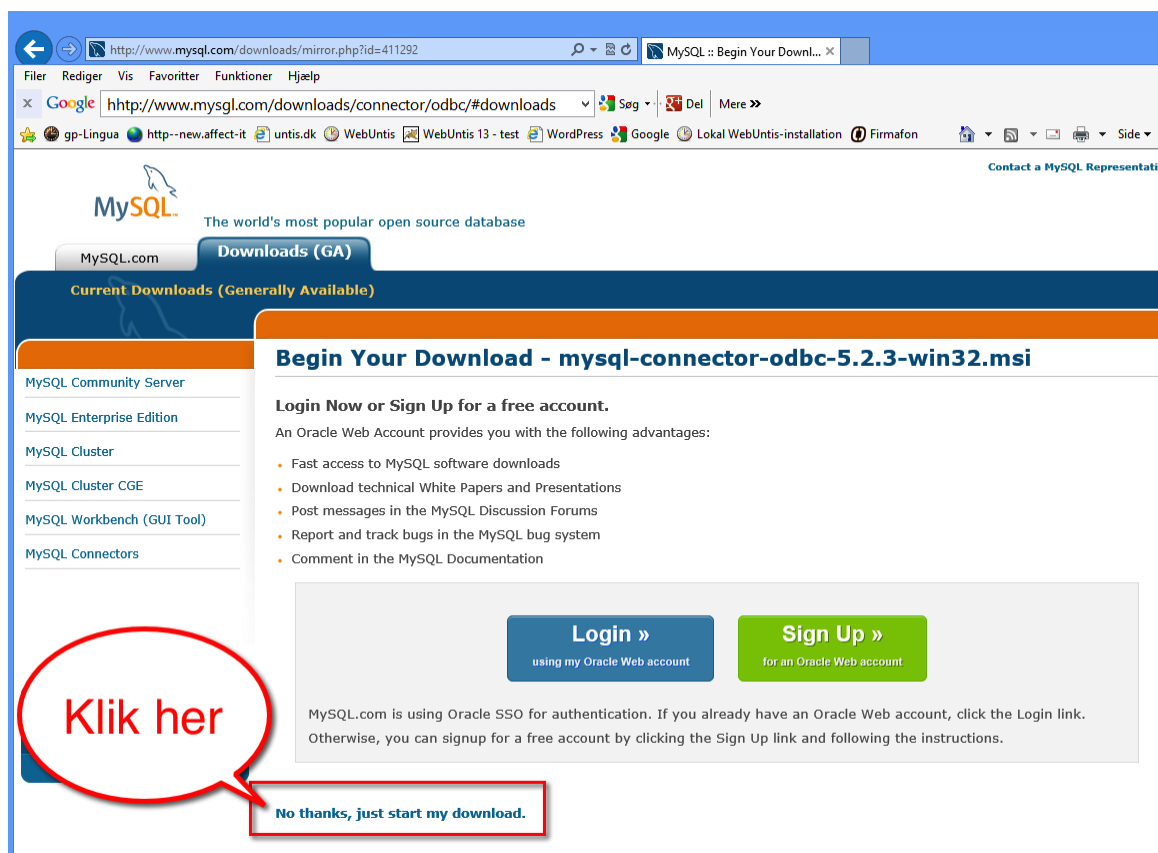 http://www.mysql.com/downloads/mirror.php?id=411292
MySQL :: Begin Your Downl...
Filer Rediger Vis Favoritter Funktioner Hjælp
x Google hhtp://www.mysgl.com/downloads/connector/odbc/#downloads Søg Del Mere »
gp-Lingua http--new.affect-it untis.dk WebUntis WebUntis 13 - test WordPress Google Lokal WebUntis-installation Firmafon Side
Contact a MySQL Representati
MySQL™
The world's most popular open source database
MySQL.com
Downloads (GA)
Current Downloads (Generally Available)
MySQL Community Server
MySQL Enterprise Edition
MySQL Cluster
MySQL Cluster CGE
MySQL Workbench (GUI Tool)
MySQL Connectors
Begin Your Download - mysql-connector-odbc-5.2.3-win32.msi
Login Now or Sign Up for a free account.
An Oracle Web Account provides you with the following advantages:
• Fast access to MySQL software downloads
• Download technical White Papers and Presentations
• Post messages in the MySQL Discussion Forums
• Report and track bugs in the MySQL bug system
• Comment in the MySQL Documentation
Login »
using my Oracle Web account
Sign Up »
for an Oracle Web account
MySQL.com is using Oracle SSO for authentication. If you already have an Oracle Web account, click the Login link.
Otherwise, you can signup for a free account by clicking the Sign Up link and following the instructions.
Klik her
No thanks, just start my download.